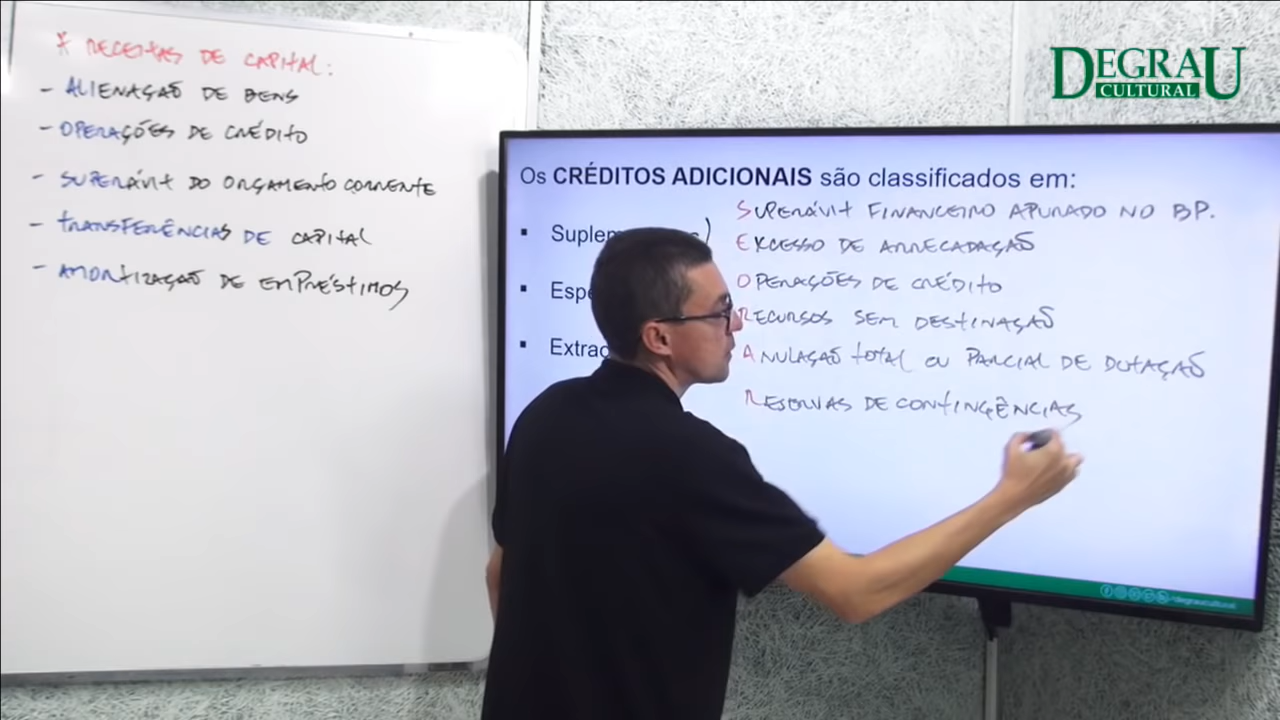 * RECEITAS DE CAPITAL:
- ALIENAÇÃO DE BENS
- OPERAÇÕES DE CRÉDITO
- SUPERÁVIT DO ORÇAMENTO CORRENTE
- TRANSFERÊNCIAS DE CAPITAL
- AMORTIZAÇÃO DE EMPRÉSTIMOS
DEGRAU
CULTURAL
Os CRÉDITOS ADICIONAIS são classificados em:
SUPERÁVIT FINANCEIRO APURADO NO BP.
EXCESSO DE ARRECADAÇÃO
OPERAÇÕES DE CRÉDITO
RECURSOS SEM DESTINAÇÃO
ANULAÇÃO TOTAL OU PARCIAL DE DOTAÇÃO
RESERVAS DE CONTINGÊNCIAS